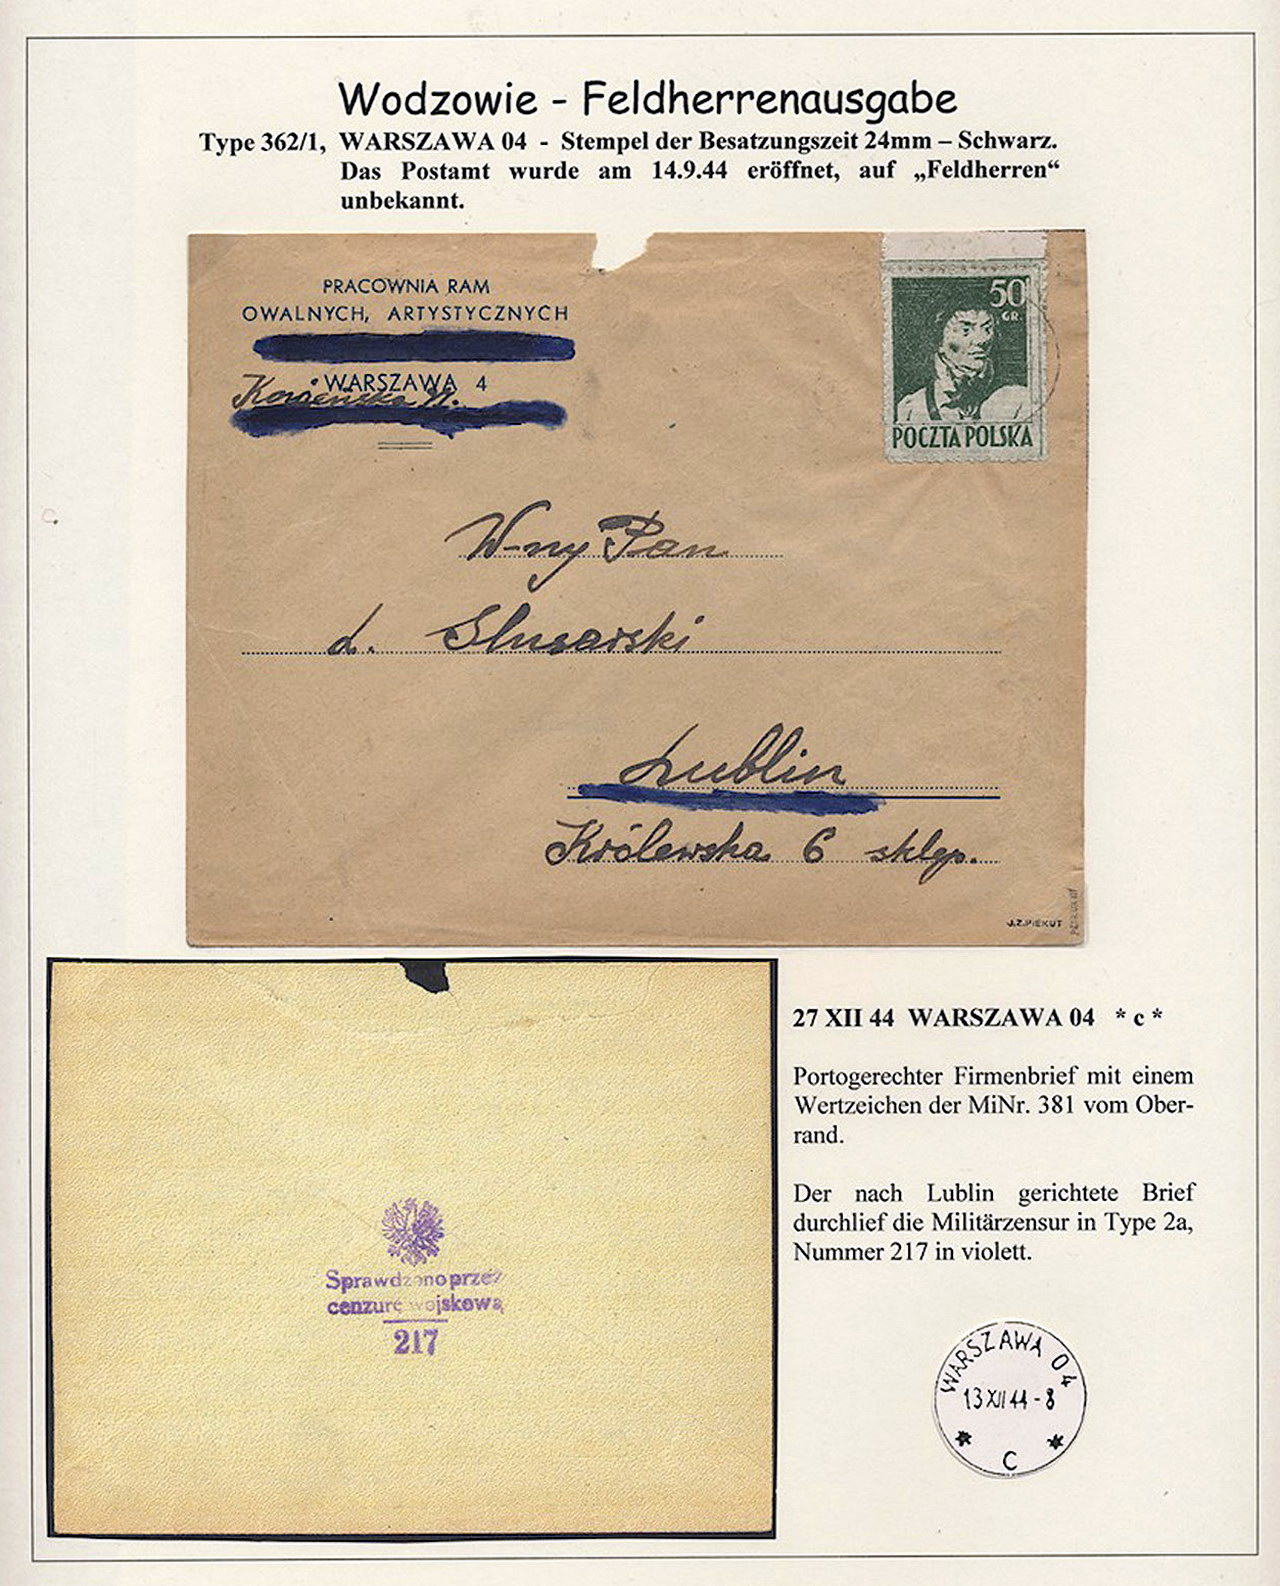 Wodzowie - Feldherrenausgabe
Type 362/1, WARSZAWA 04 - Stempel der Besatzungszeit 24mm – Schwarz.
Das Postamt wurde am 14.9.44 eröffnet, auf „Feldherren“
unbekannt.
PRACOWNIA RAM
OWALNYCH, ARTYSTYCZNYCH
WARSZAWA 4
50
GR.
POCZTA POLSKA
W-ny Pan
L. Slusarski
Lublin
Królewska 6 sklep.
J.Z.PIEKUT
27 XII 44 WARSZAWA 04 * c *
Portogerechter Firmenbrief mit einem
Wertzeichen der MiNr. 381 vom Ober-
rand.
Der nach Lublin gerichtete Brief
durchlief die Militärzensur in Type 2a,
Nummer 217 in violett.
Sprawdzono przez
cenzurę wojskową
217
WARSZAWA 04
13 XII 44 - 8
* C *